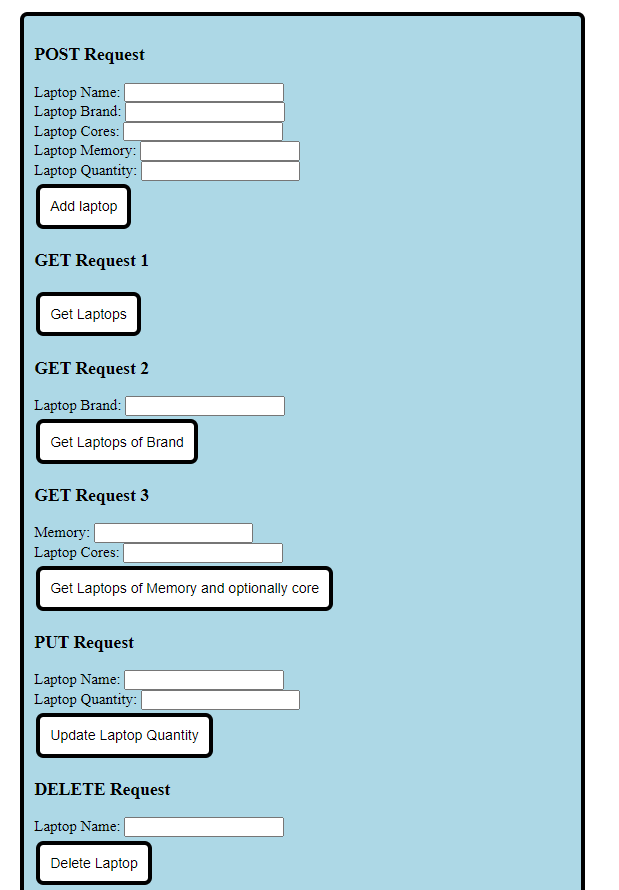 POST Request
Laptop Name:
Laptop Brand:
Laptop Cores:
Laptop Memory:
Laptop Quantity:
Add laptop
GET Request 1
Get Laptops
GET Request 2
Laptop Brand:
Get Laptops of Brand
GET Request 3
Memory:
Laptop Cores:
Get Laptops of Memory and optionally core
PUT Request
Laptop Name:
Laptop Quantity:
Update Laptop Quantity
DELETE Request
Laptop Name:
Delete Laptop